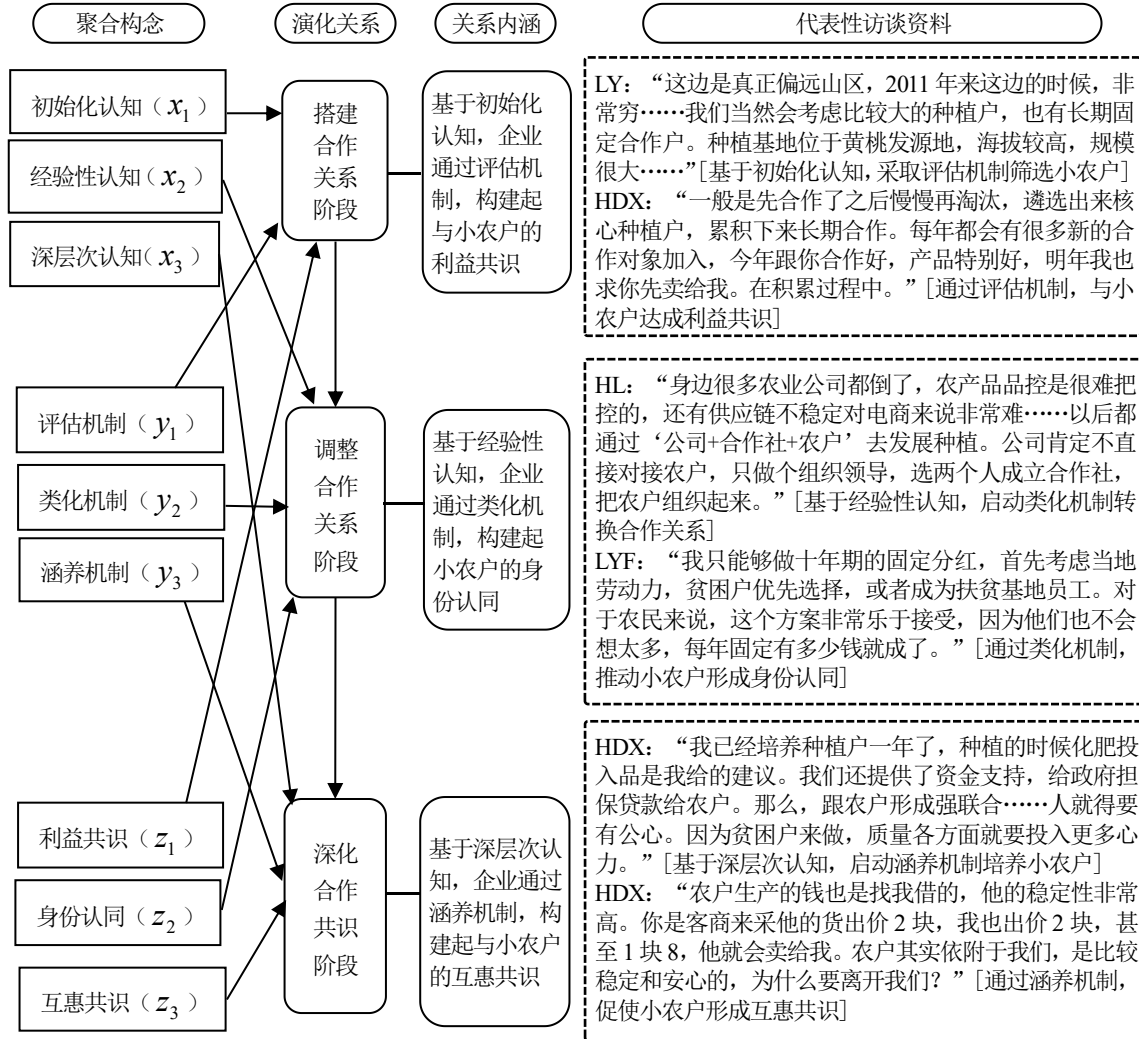 聚合构念
演化关系
关系内涵
代表性访谈资料
初始化认知（x₁）
经验性认知（x₂）
深层次认知（x₃）
评估机制（y₁）
类化机制（y₂）
涵养机制（y₃）
利益共识（z₁）
身份认同（z₂）
互惠共识（z₃）
搭建
合作
关系
阶段
调整
合作
关系
阶段
深化
合作
共识
阶段
基于初始化
认知，企业
通过评估机
制，构建起
与小农户的
利益共识
基于经验性
认知，企业
通过类化机
制，构建起
小农户的身
份认同
基于深层次认
知，企业通过
涵养机制，构
建起与小农户
的互惠共识
LY：“这边是真正偏远山区，2011 年来这边的时候，非
常穷……我们当然会考虑比较大的种植户，也有长期固
定合作户。种植基地位于黄桃发源地，海拔较高，规模
很大……”[基于初始化认知，采取评估机制筛选小农户]
HDX：“一般是先合作了之后慢慢再淘汰，遴选出来核
心种植户，累积下来长期合作。每年都会有很多新的合
作对象加入，今年跟你合作好，产品特别好，明年我也
求你先卖给我。在积累过程中。”[通过评估机制，与小
农户达成利益共识]
HL：“身边很多农业公司都倒了，农产品品控是很难把
控的，还有供应链不稳定对电商来说非常难……以后都
通过‘公司+合作社+农户’去发展种植。公司肯定不直
接对接农户，只做个组织领导，选两个人成立合作社，
把农户组织起来。”[基于经验性认知，启动类化机制转
换合作关系]
LYF：“我只能够做十年期的固定分红，首先考虑当地
劳动力，贫困户优先选择，或者成为扶贫基地员工。对
于农民来说，这个方案非常乐于接受，因为他们也不会
想太多，每年固定有多少钱就成了。”[通过类化机制，
推动小农户形成身份认同]
HDX：“我已经培养种植户一年了，种植的时候化肥投
入品是我给的建议。我们还提供了资金支持，给政府担
保贷款给农户。那么，跟农户形成强联合……人就得要
有公心。因为贫困户来做，质量各方面就要投入更多心
力。”[基于深层次认知，启动涵养机制培养小农户]
HDX：“农户生产的钱也是找我借的，他的稳定性非常
高。你是客商来采他的货出价 2 块，我也出价 2 块，甚
至 1 块 8，他就会卖给我。农户其实依附于我们，是比较
稳定和安心的，为什么要离开我们？”[通过涵养机制，
促使小农户形成互惠共识]